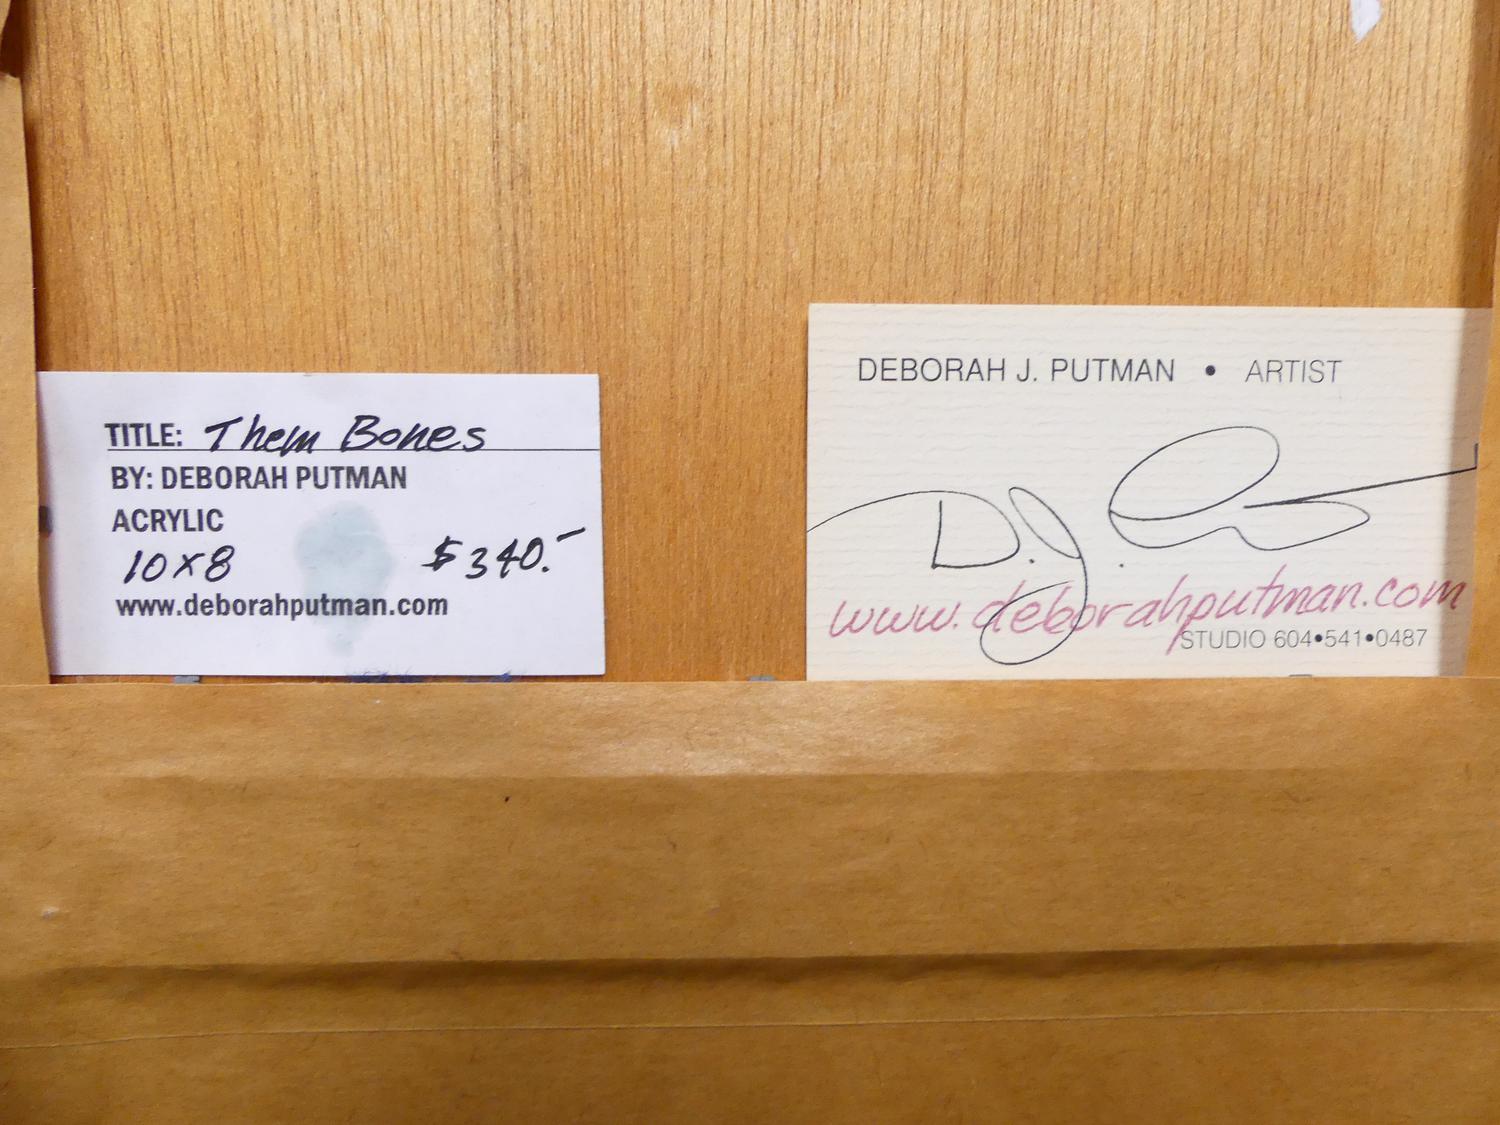 TITLE: Them Bones
BY: DEBORAH PUTMAN
ACRYLIC
10x8 $340.-
www.deborahputman.com
DEBORAH J. PUTMAN • ARTIST
D.J.
www.deborahputman.com
STUDIO 604•541•0487